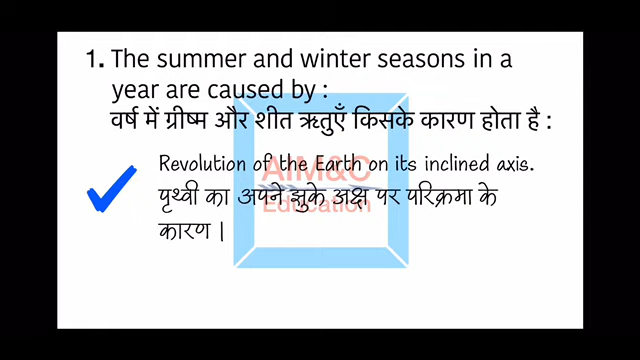 1. The summer and winter seasons in a
year are caused by :
वर्ष में ग्रीष्म और शीत ऋतुएँ किसके कारण होता है :
Revolution of the Earth on its inclined axis.
पृथ्वी का अपने झुके अक्ष पर परिक्रमा के
कारण |
AIM&C
Education